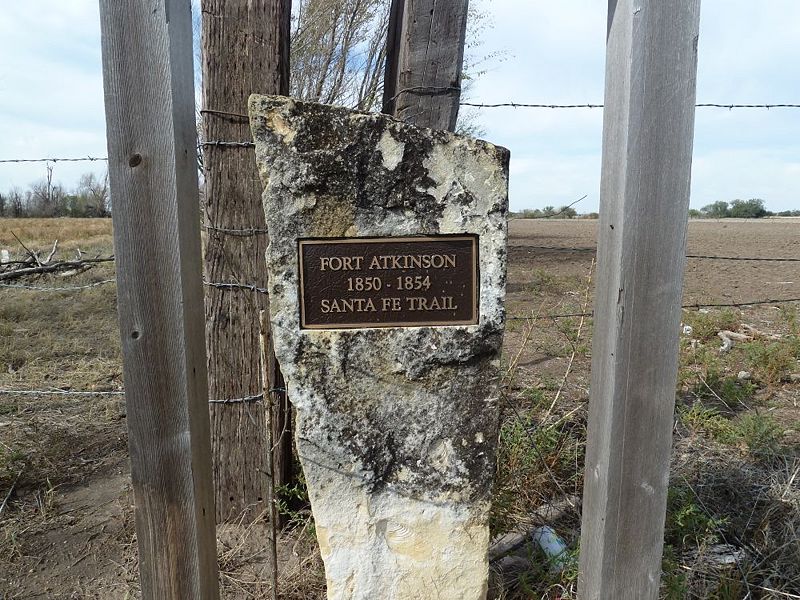 FORT ATKINSON
1850 - 1854
SANTA FE TRAIL